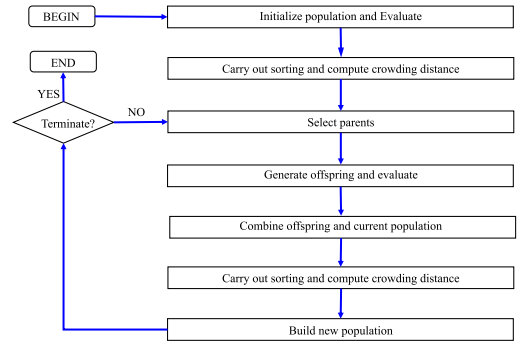 BEGIN
Initialize population and Evaluate
END
Carry out sorting and compute crowding distance
YES
NO
Terminate?
Select parents
Generate offspring and evaluate
Combine offspring and current population
Carry out sorting and compute crowding distance
Build new population